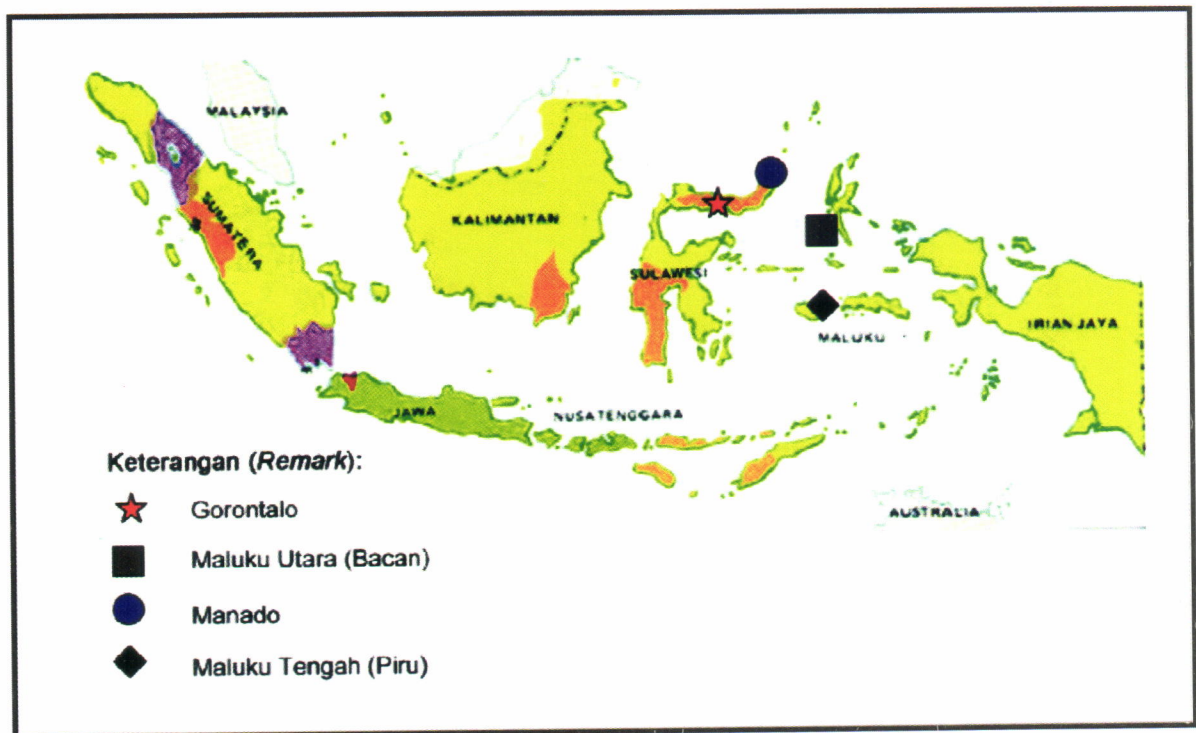 MALAYSIA
SUMATERA
KALIMANTAN
SULAWESI
MALUKU
IRIAN JAYA
JAWA
NUSATENGGARA
AUSTRALIA
Keterangan (Remark):
Gorontalo
Maluku Utara (Bacan)
Manado
Maluku Tengah (Piru)